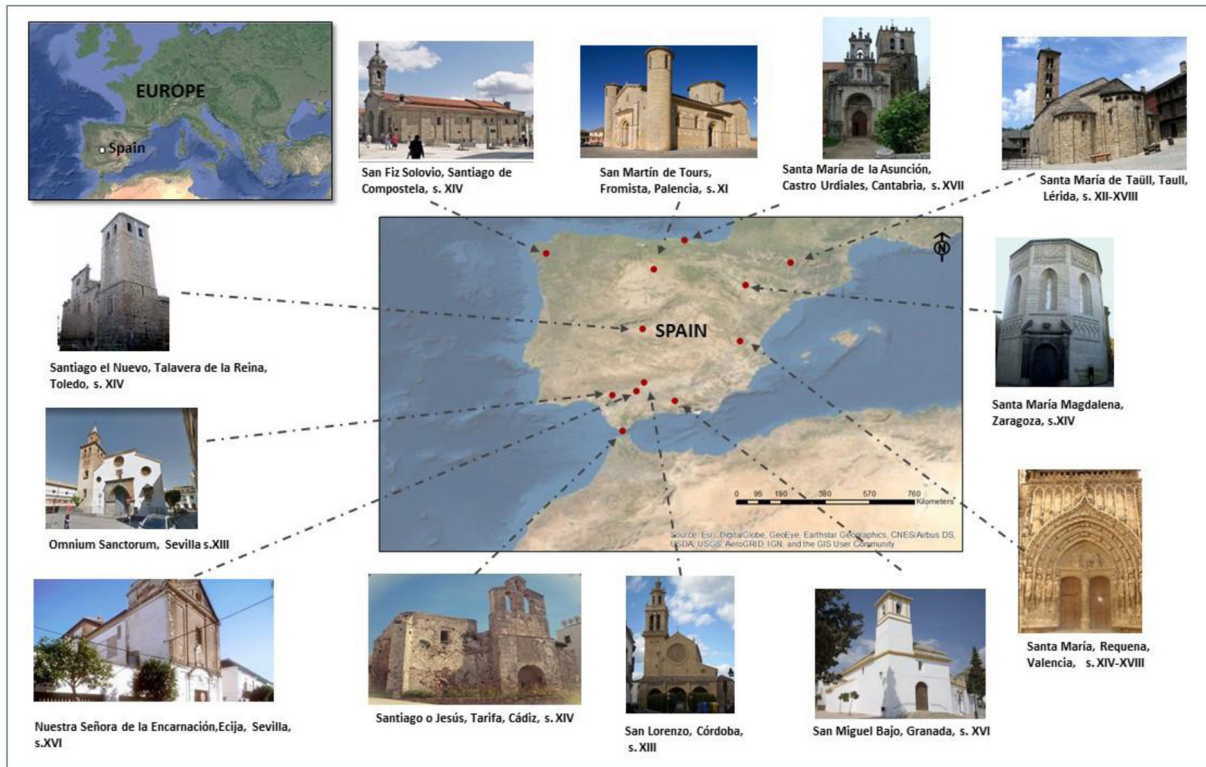 EUROPE
Spain
San Fiz Solovio, Santiago de
Compostela, s. XIV
San Martín de Tours,
Fromista, Palencia, s. XI
Santa María de la Asunción,
Castro Urdiales, Cantabria, s. XVII
Santa María de Taüll, Taull,
Lérida, s. XII-XVIII
Santiago el Nuevo, Talavera de la Reina,
Toledo, s. XIV
N
SPAIN
Santa María Magdalena,
Zaragoza, s.XIV
Omnium Sanctorum, Sevilla s.XIII
0 95 190 380 570 760
Kilometers
Source: Esri, DigitalGlobe, GeoEye, Earthstar Geographics, CNES/Airbus DS,
USDA, USGS, AeroGRID, IGN, and the GIS User Community
Santa María, Requena,
Valencia, s. XIV-XVIII
Nuestra Señora de la Encarnación,Ecija, Sevilla,
s.XVI
Santiago o Jesús, Tarifa, Cádiz, s. XIV
San Lorenzo, Córdoba,
s. XIII
San Miguel Bajo, Granada, s. XVI